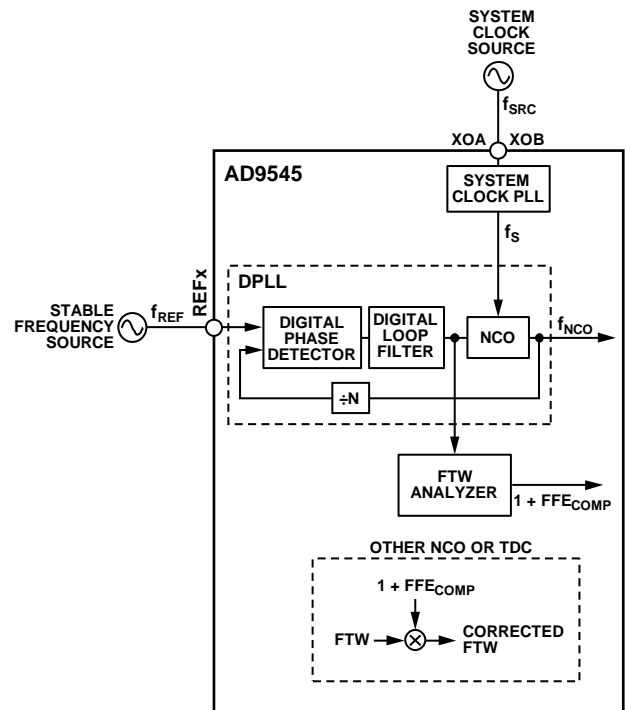 SYSTEM
CLOCK
SOURCE
fSRC
XOA
XOB
AD9545
SYSTEM
CLOCK PLL
fS
REFx
DPLL
STABLE
FREQUENCY
SOURCE
fREF
DIGITAL
PHASE
DETECTOR
DIGITAL
LOOP
FILTER
NCO
fNCO
÷N
FTW
ANALYZER
1 + FFECOMP
OTHER NCO OR TDC
1 + FFECOMP
FTW
CORRECTED
FTW